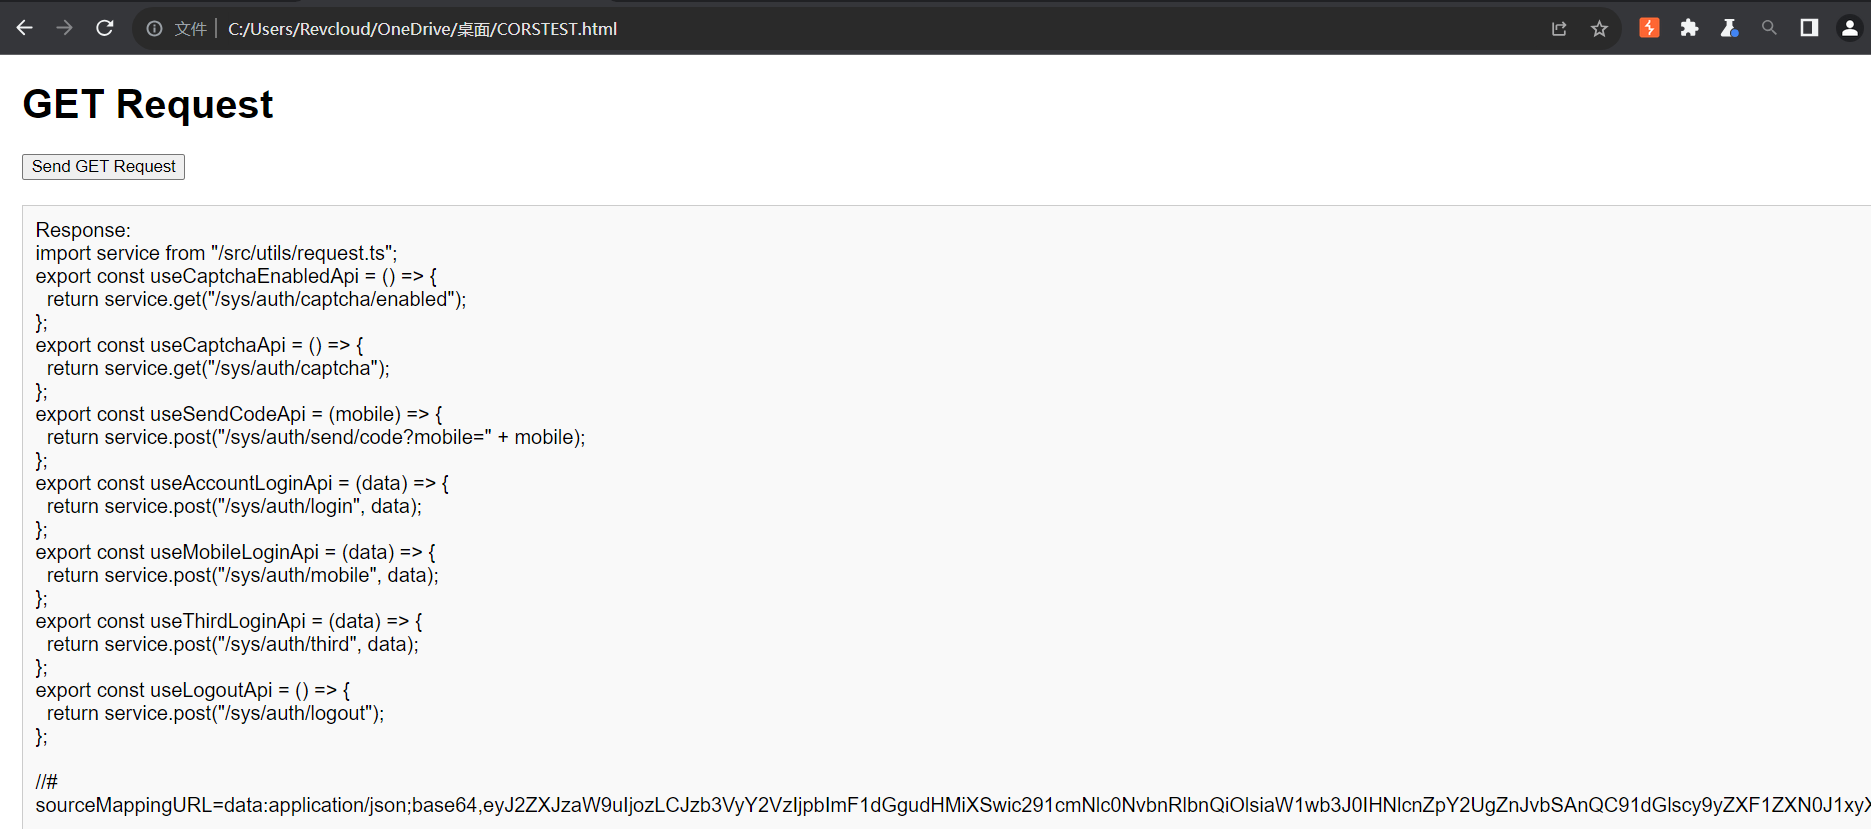 文件 C:/Users/Revcloud/OneDrive/桌面/CORSTEST.html
GET Request
Send GET Request
Response:
import service from "/src/utils/request.ts";
export const useCaptchaEnabledApi = () => {
return service.get("/sys/auth/captcha/enabled");
};
export const useCaptchaApi = () => {
return service.get("/sys/auth/captcha");
};
export const useSendCodeApi = (mobile) => {
return service.post("/sys/auth/send/code?mobile=" + mobile);
};
export const useAccountLoginApi = (data) => {
return service.post("/sys/auth/login", data);
};
export const useMobileLoginApi = (data) => {
return service.post("/sys/auth/mobile", data);
};
export const useThirdLoginApi = (data) => {
return service.post("/sys/auth/third", data);
};
export const useLogoutApi = () => {
return service.post("/sys/auth/logout");
};
//#
sourceMappingURL=data:application/json;base64,eyJ2ZXJzaW9uIjozLCJzb3VyY2VzIjpbImF1dGgudHMiXSwic291cmNlc0NvbnRlbnQiOlsiaW1wb3J0IHNlcnZpY2UgZnJvbSAnQC91dGlscy9yZXF1ZXN0J1xyX